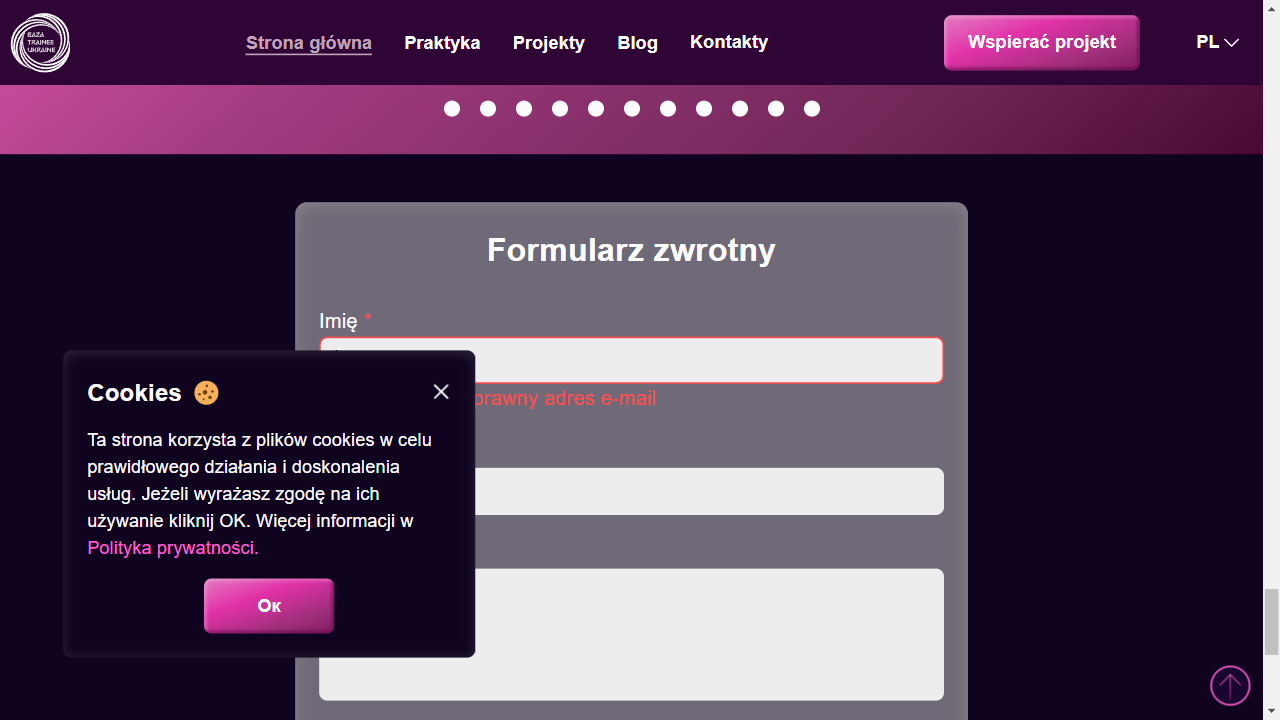 BAZA
TRAINEE
UKRAINE
Strona główna
Praktyka
Projekty
Blog
Kontakty
Wspierać projekt
PL
Formularz zwrotny
Imię *
prawny adres e-mail
Cookies
Ta strona korzysta z plików cookies w celu
prawidłowego działania i doskonalenia
usług. Jeżeli wyrażasz zgodę na ich
używanie kliknij OK. Więcej informacji w
Polityka prywatności.
Ок